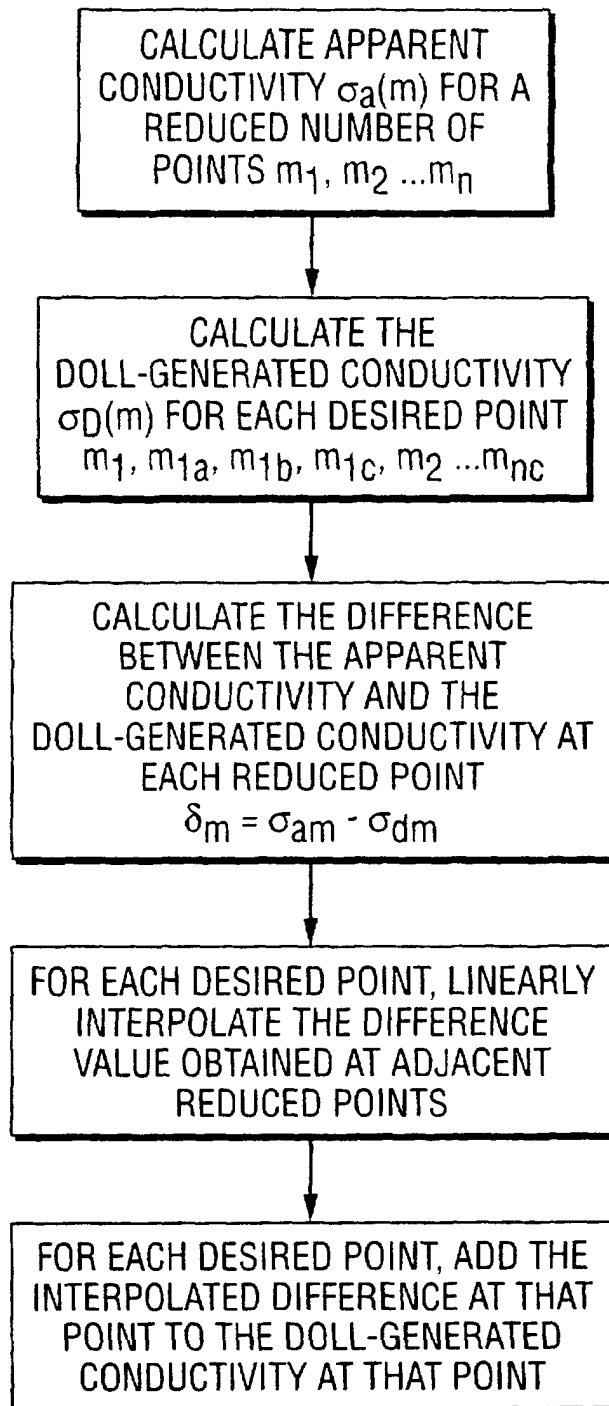 CALCULATE APPARENT
CONDUCTIVITY σa(m) FOR A
REDUCED NUMBER OF
POINTS m1, m2 ...mn
CALCULATE THE
DOLL-GENERATED CONDUCTIVITY
σD(m) FOR EACH DESIRED POINT
m1, m1a, m1b, m1c, m2 ...mnc
CALCULATE THE DIFFERENCE
BETWEEN THE APPARENT
CONDUCTIVITY AND THE
DOLL-GENERATED CONDUCTIVITY AT
EACH REDUCED POINT
δm = σam - σdm
FOR EACH DESIRED POINT, LINEARLY
INTERPOLATE THE DIFFERENCE
VALUE OBTAINED AT ADJACENT
REDUCED POINTS
FOR EACH DESIRED POINT, ADD THE
INTERPOLATED DIFFERENCE AT THAT
POINT TO THE DOLL-GENERATED
CONDUCTIVITY AT THAT POINT